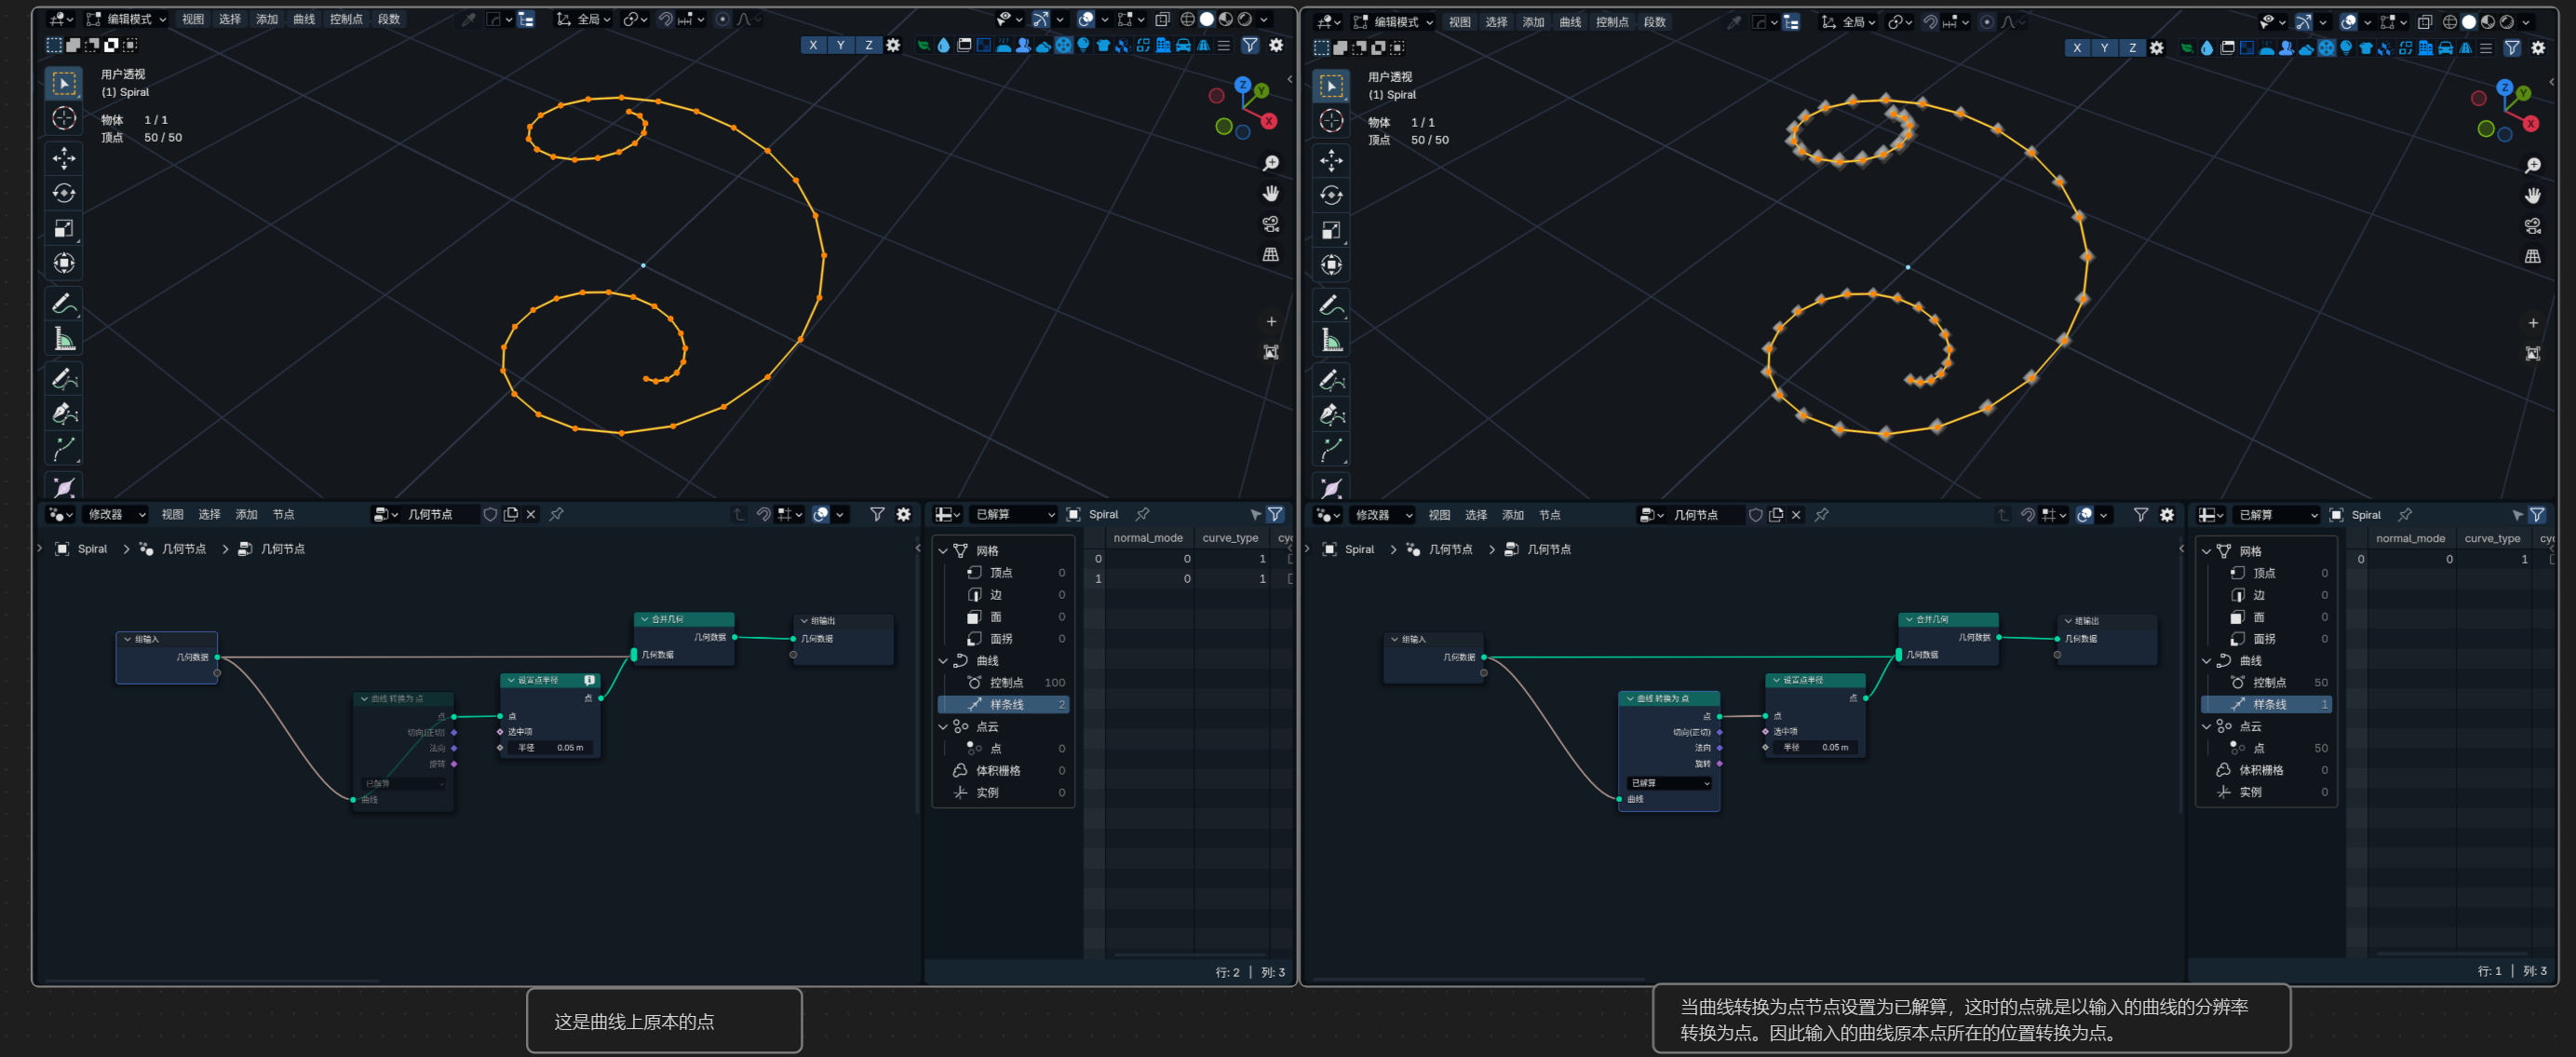 编辑模式 视图 选择 添加 曲线 控制点 段数 全局
X Y Z
用户透视
(1) Spiral
物体 1 / 1
顶点 50 / 50
Z Y X
修改器 视图 选择 添加 节点 几何节点
Spiral 几何节点 几何节点
组输入
几何数据
曲线 转换为 点
点
切向(正切)
法向
旋转
已解算
曲线
设置点半径
点
点
选中项
半径 0.05 m
合并几何
几何数据
几何数据
组输出
几何数据
已解算 Spiral
网格
顶点 0
边 0
面 0
面拐 0
曲线
控制点 100
样条线 2
点云
点 0
体积栅格 0
实例 0
normal_mode curve_type cyc
0 0 1
1 0 1
行: 2 | 列: 3
这是曲线上原本的点
编辑模式 视图 选择 添加 曲线 控制点 段数 全局
X Y Z
用户透视
(1) Spiral
物体 1 / 1
顶点 50 / 50
Z Y X
修改器 视图 选择 添加 节点 几何节点
Spiral 几何节点 几何节点
组输入
几何数据
曲线 转换为 点
点
切向(正切)
法向
旋转
已解算
曲线
设置点半径
点
点
选中项
半径 0.05 m
合并几何
几何数据
几何数据
组输出
几何数据
已解算 Spiral
网格
顶点 0
边 0
面 0
面拐 0
曲线
控制点 50
样条线 1
点云
点 50
体积栅格 0
实例 0
normal_mode curve_type cyc
0 0 1
行: 1 | 列: 3
当曲线转换为点节点设置为已解算，这时的点就是以输入的曲线的分辨率
转换为点。因此输入的曲线原本点所在的位置转换为点。